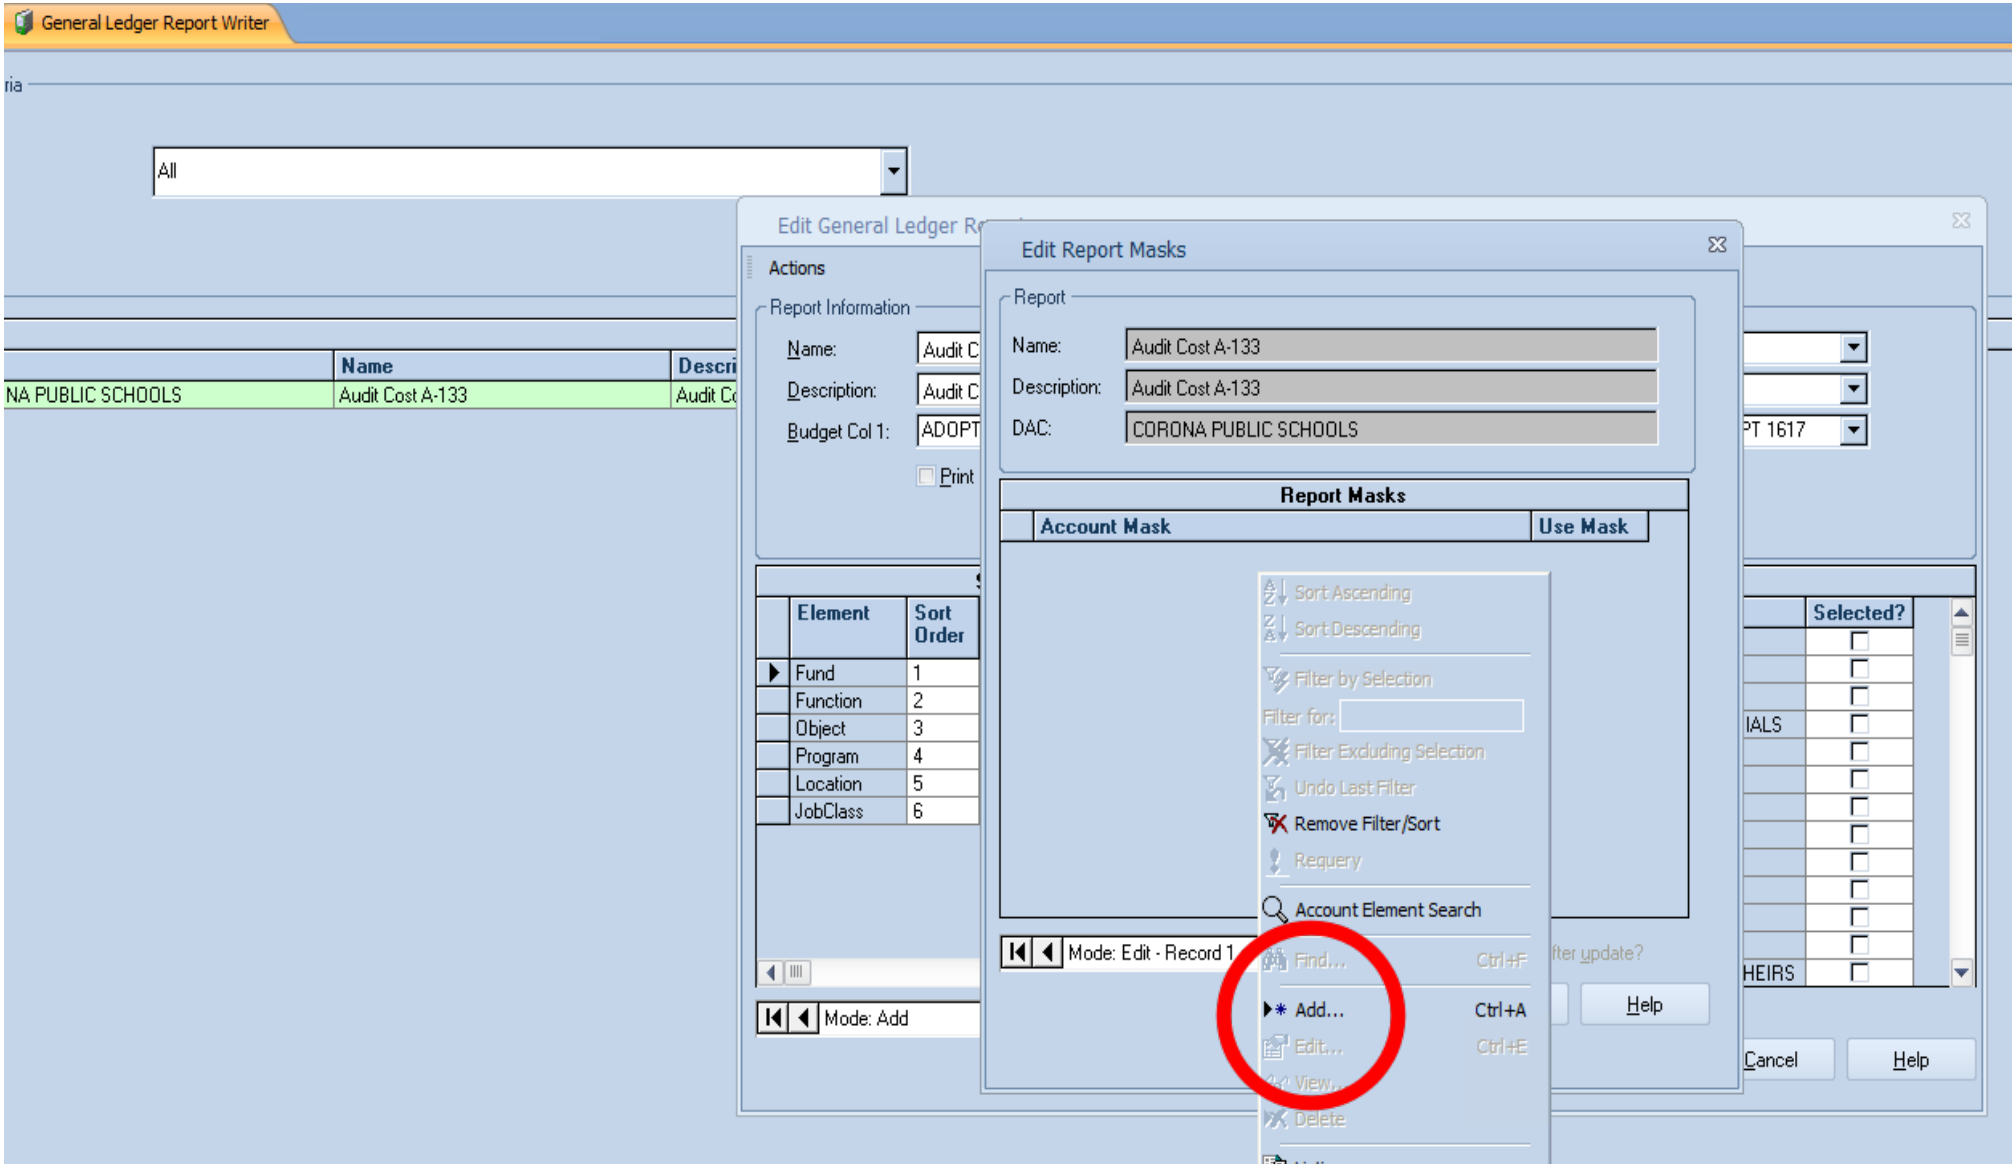 General Ledger Report Writer
ria
All
Name
Descri
NA PUBLIC SCHOOLS
Audit Cost A-133
Audit Co
Edit General Ledger Re
Actions
Report Information
Name:
Audit C
Description:
Audit C
Budget Col 1:
ADOPT
PT 1617
Print
Element
Sort Order
Selected?
Fund
1
Function
2
Object
3
IALS
Program
4
Location
5
JobClass
6
HEIRS
Mode: Add
Cancel
Help
Edit Report Masks
Report
Name:
Audit Cost A-133
Description:
Audit Cost A-133
DAC:
CORONA PUBLIC SCHOOLS
Report Masks
Account Mask
Use Mask
Mode: Edit - Record 1
fter update?
Help
Sort Ascending
Sort Descending
Filter by Selection
Filter for:
Filter Excluding Selection
Undo Last Filter
Remove Filter/Sort
Requery
Account Element Search
Find... Ctrl+F
Add... Ctrl+A
Edit... Ctrl+E
View...
Delete